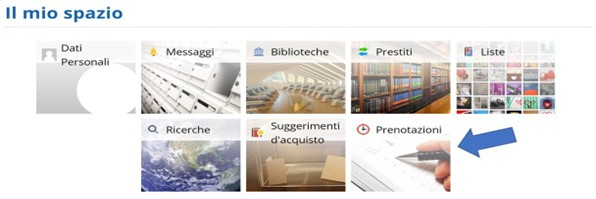 Il mio spazio
Dati
Personali
Messaggi
Biblioteche
Prestiti
Liste
Ricerche
Suggerimenti
d'acquisto
Prenotazioni